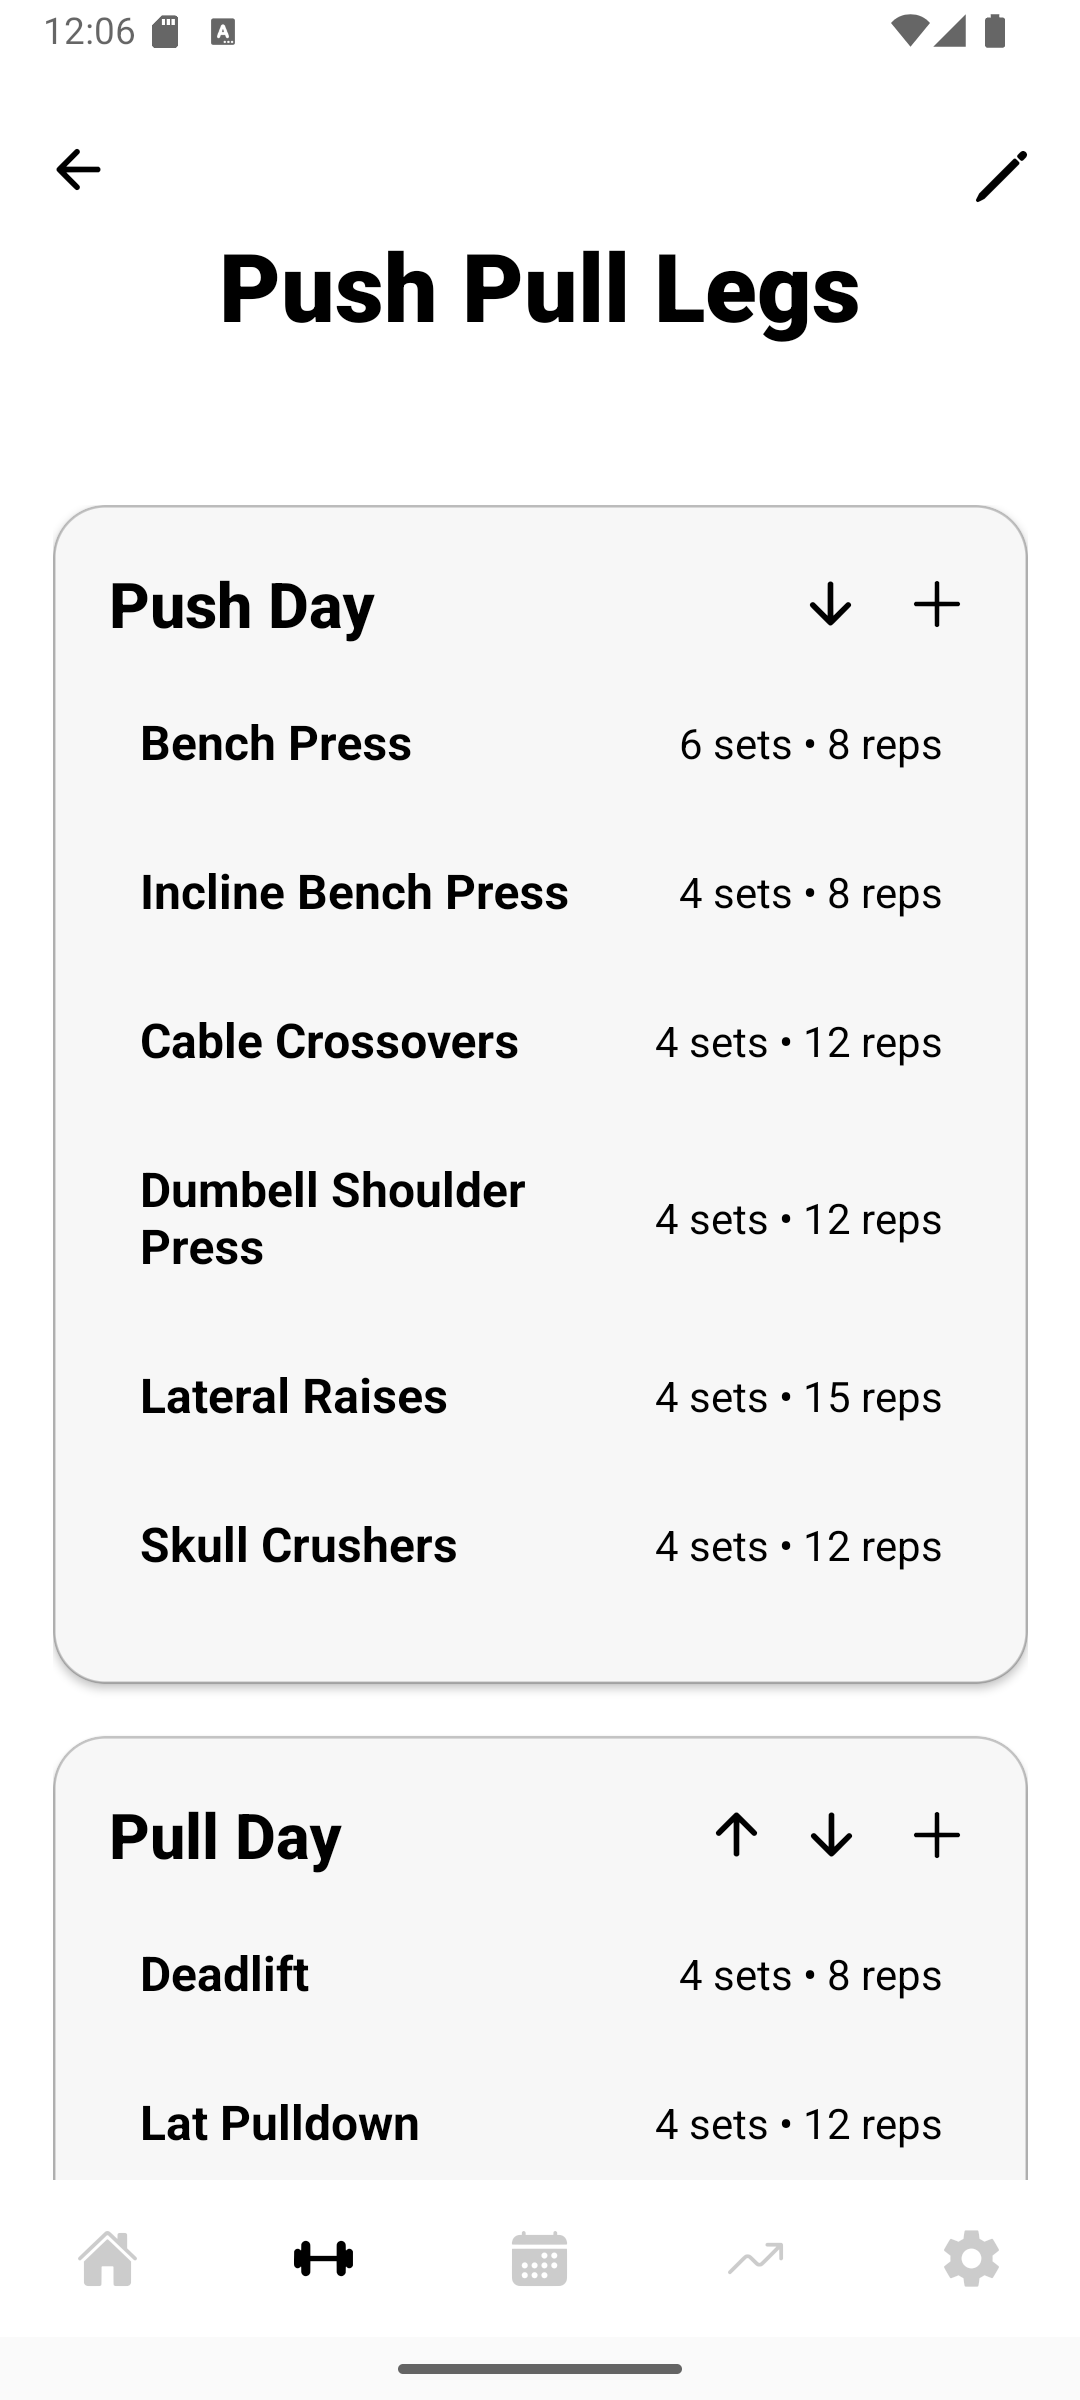 12:06
Push Pull Legs
Push Day
Bench Press 6 sets • 8 reps
Incline Bench Press 4 sets • 8 reps
Cable Crossovers 4 sets • 12 reps
Dumbell Shoulder
Press 4 sets • 12 reps
Lateral Raises 4 sets • 15 reps
Skull Crushers 4 sets • 12 reps
Pull Day
Deadlift 4 sets • 8 reps
Lat Pulldown 4 sets • 12 reps